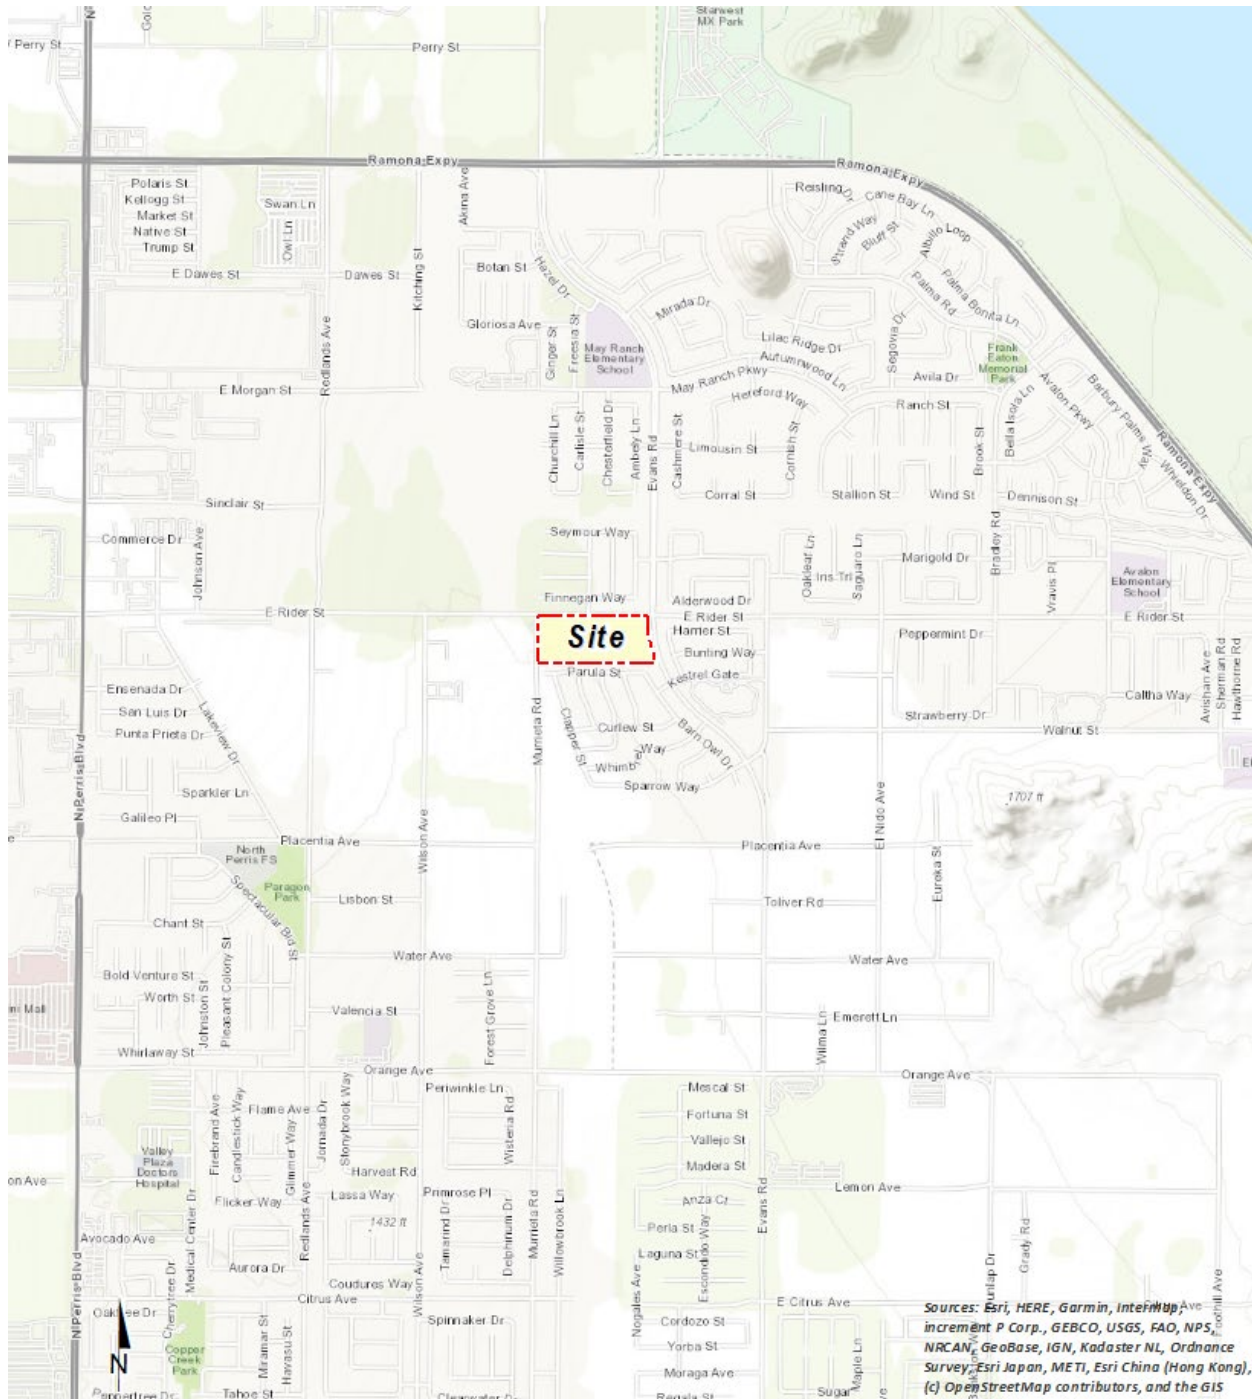 Starwest
MX Park
Perry St
Perry St
Ramona Expy
Ramona Expy
Akina Ave
Polaris St
Kellogg St
Market St
Native St
Trump St
Swan Ln
Owl Ln
Reisling Dr
Cane Bay Ln
Strand Way
Bluff St
Albillo Loop
E Dawes St
Dawes St
Kitching St
Botan St
Hazel Dr
Palma Rd
Palma Bonita Ln
Mirada Dr
Gloriosa Ave
Ginger St
Freesia St
May Ranch
Elementary
School
Redlands Ave
Lilac Ridge Dr
Segovia Dr
Frank
Eaton
Memorial
Park
Autumnwood Ln
May Ranch Pkwy
Avila Dr
E Morgan St
Hereford Way
Ranch St
Bella Isola Ln
Avalon Pkwy
Barbury Palms Way
Churchill Ln
Carlisle St
Chesterfield Dr
Ambely Ln
Evans Rd
Cashmere St
Limousin St
Cornish St
Brook St
Ramona Expy
Whieldon Dr
Sinclair St
Corral St
Stallion St
Wind St
Dennison St
Commerce Dr
Johnson Ave
Seymour Way
Oakleaf Ln
Iris Trl
Saguaro Ln
Marigold Dr
Bradley Rd
Vravis Pl
Avalon
Elementary
School
Finnegan Way
Alderwood Dr
E Rider St
E Rider St
E Rider St
Site
Harrier St
Bunting Way
Peppermint Dr
Parula St
Kestrel Gate
Avishan Ave
Sherman Rd
Hawthorne Rd
Ensenada Dr
San Luis Dr
Punta Prieta Dr
Lakeview Dr
Murrieta Rd
Clapper St
Curlew St
Barn Owl Dr
Caltha Way
Strawberry Dr
Walnut St
Whimbrel Way
Sparrow Way
N Perris Blvd
Sparkler Ln
Galileo Pl
1707 ft
El Nido Ave
Placentia Ave
Wilson Ave
Placentia Ave
North
Perris FS
Paragon
Park
Spectacular Bid St
Eureka St
Lisbon St
Toliver Rd
Chant St
Water Ave
Water Ave
Bold Venture St
Worth St
Johnston St
Pleasant Colony St
Valencia St
Forest Grove Ln
Emerett Ln
Wilma Ln
Mall
Whirlaway St
Orange Ave
Orange Ave
Periwinkle Ln
Mescal St
Firebrand Ave
Candlestick Way
Flame Ave
Glimmer Way
Jornada Dr
Stonybrook Way
Wisteria Rd
Fortuna St
Vallejo St
Madera St
Valley
Plaza
Doctors
Hospital
Harvest Rd
Lemon Ave
Flicker Way
Lassa Way
Primrose Pl
Anza Cr
Evans Rd
Medical Center Dr
Redlands Ave
1432 ft
Tamarind Dr
Delphinum Dr
Murrieta Rd
Willowbrook Ln
Perla St
Escondido Way
Laguna St
Grady Rd
Avocado Ave
Aurora Dr
Coudures Way
Wilson Ave
Nogales Ave
Dunlap Dr
Foothill Ave
Cherrytree Dr
Citrus Ave
E Citrus Ave
N Perris Blvd
Oaktree Dr
Miramar St
Havasu St
Spinnaker Dr
Cordozo St
Yorba St
Maple Ln
N
Copper
Creek
Park
Moraga Ave
Peppertree Dr
Tahoe St
Clearwater Dr
Regala St
Sugar
Sources: Esri, HERE, Garmin, Intermap,
increment P Corp., GEBCO, USGS, FAO, NPS,
NRCAN, GeoBase, IGN, Kadaster NL, Ordnance
Survey, Esri Japan, METI, Esri China (Hong Kong),
(c) OpenStreetMap contributors, and the GIS